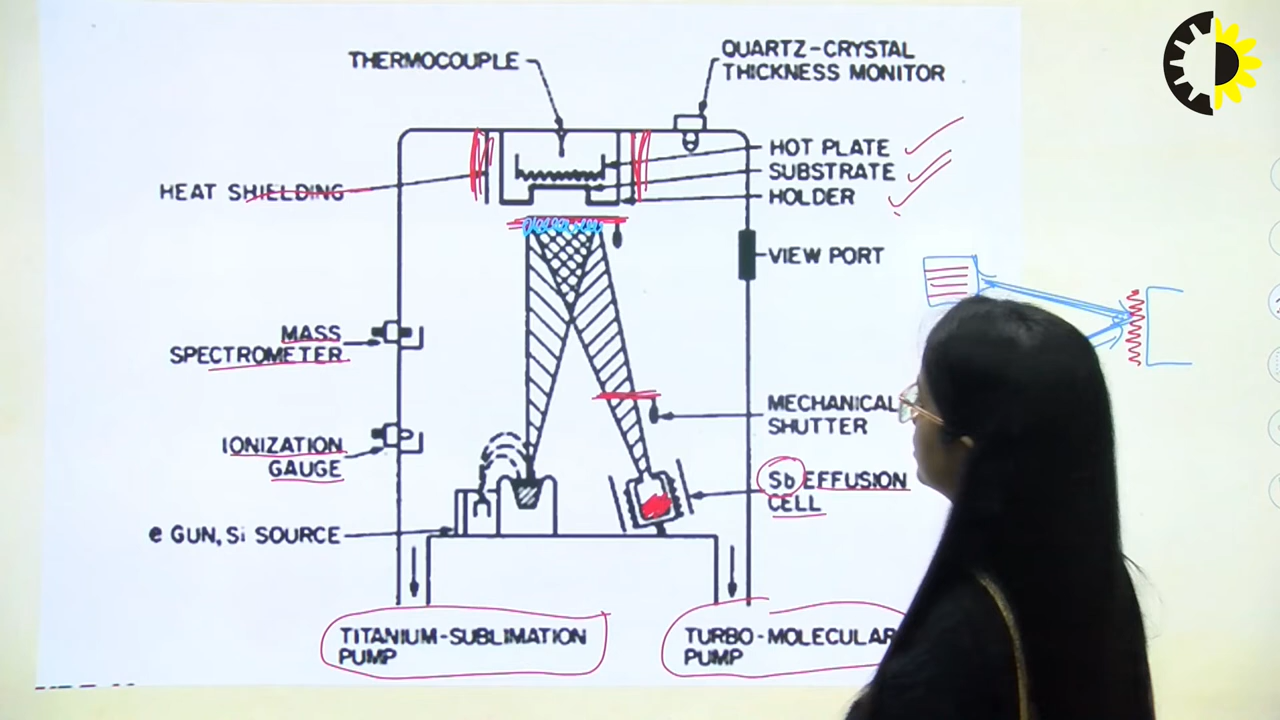 THERMOCOUPLE
QUARTZ-CRYSTAL
THICKNESS MONITOR
HOT PLATE
SUBSTRATE
HOLDER
HEAT SHIELDING
VIEW PORT
MASS
SPECTROMETER
MECHANICAL
SHUTTER
IONIZATION
GAUGE
Sb EFFUSION
CELL
e GUN, Si SOURCE
TITANIUM-SUBLIMATION
PUMP
TURBO-MOLECULAR
PUMP